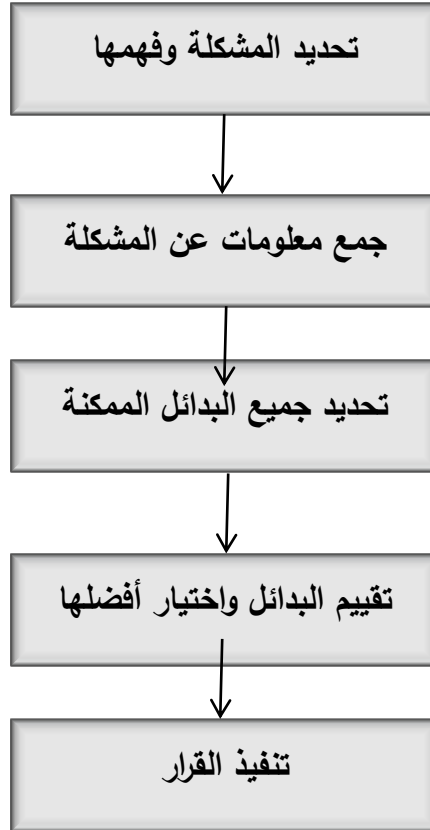 تحديد المشكلة وفهمها
جمع معلومات عن المشكلة
تحديد جميع البدائل الممكنة
تقييم البدائل واختيار أفضلها
تنفيذ القرار